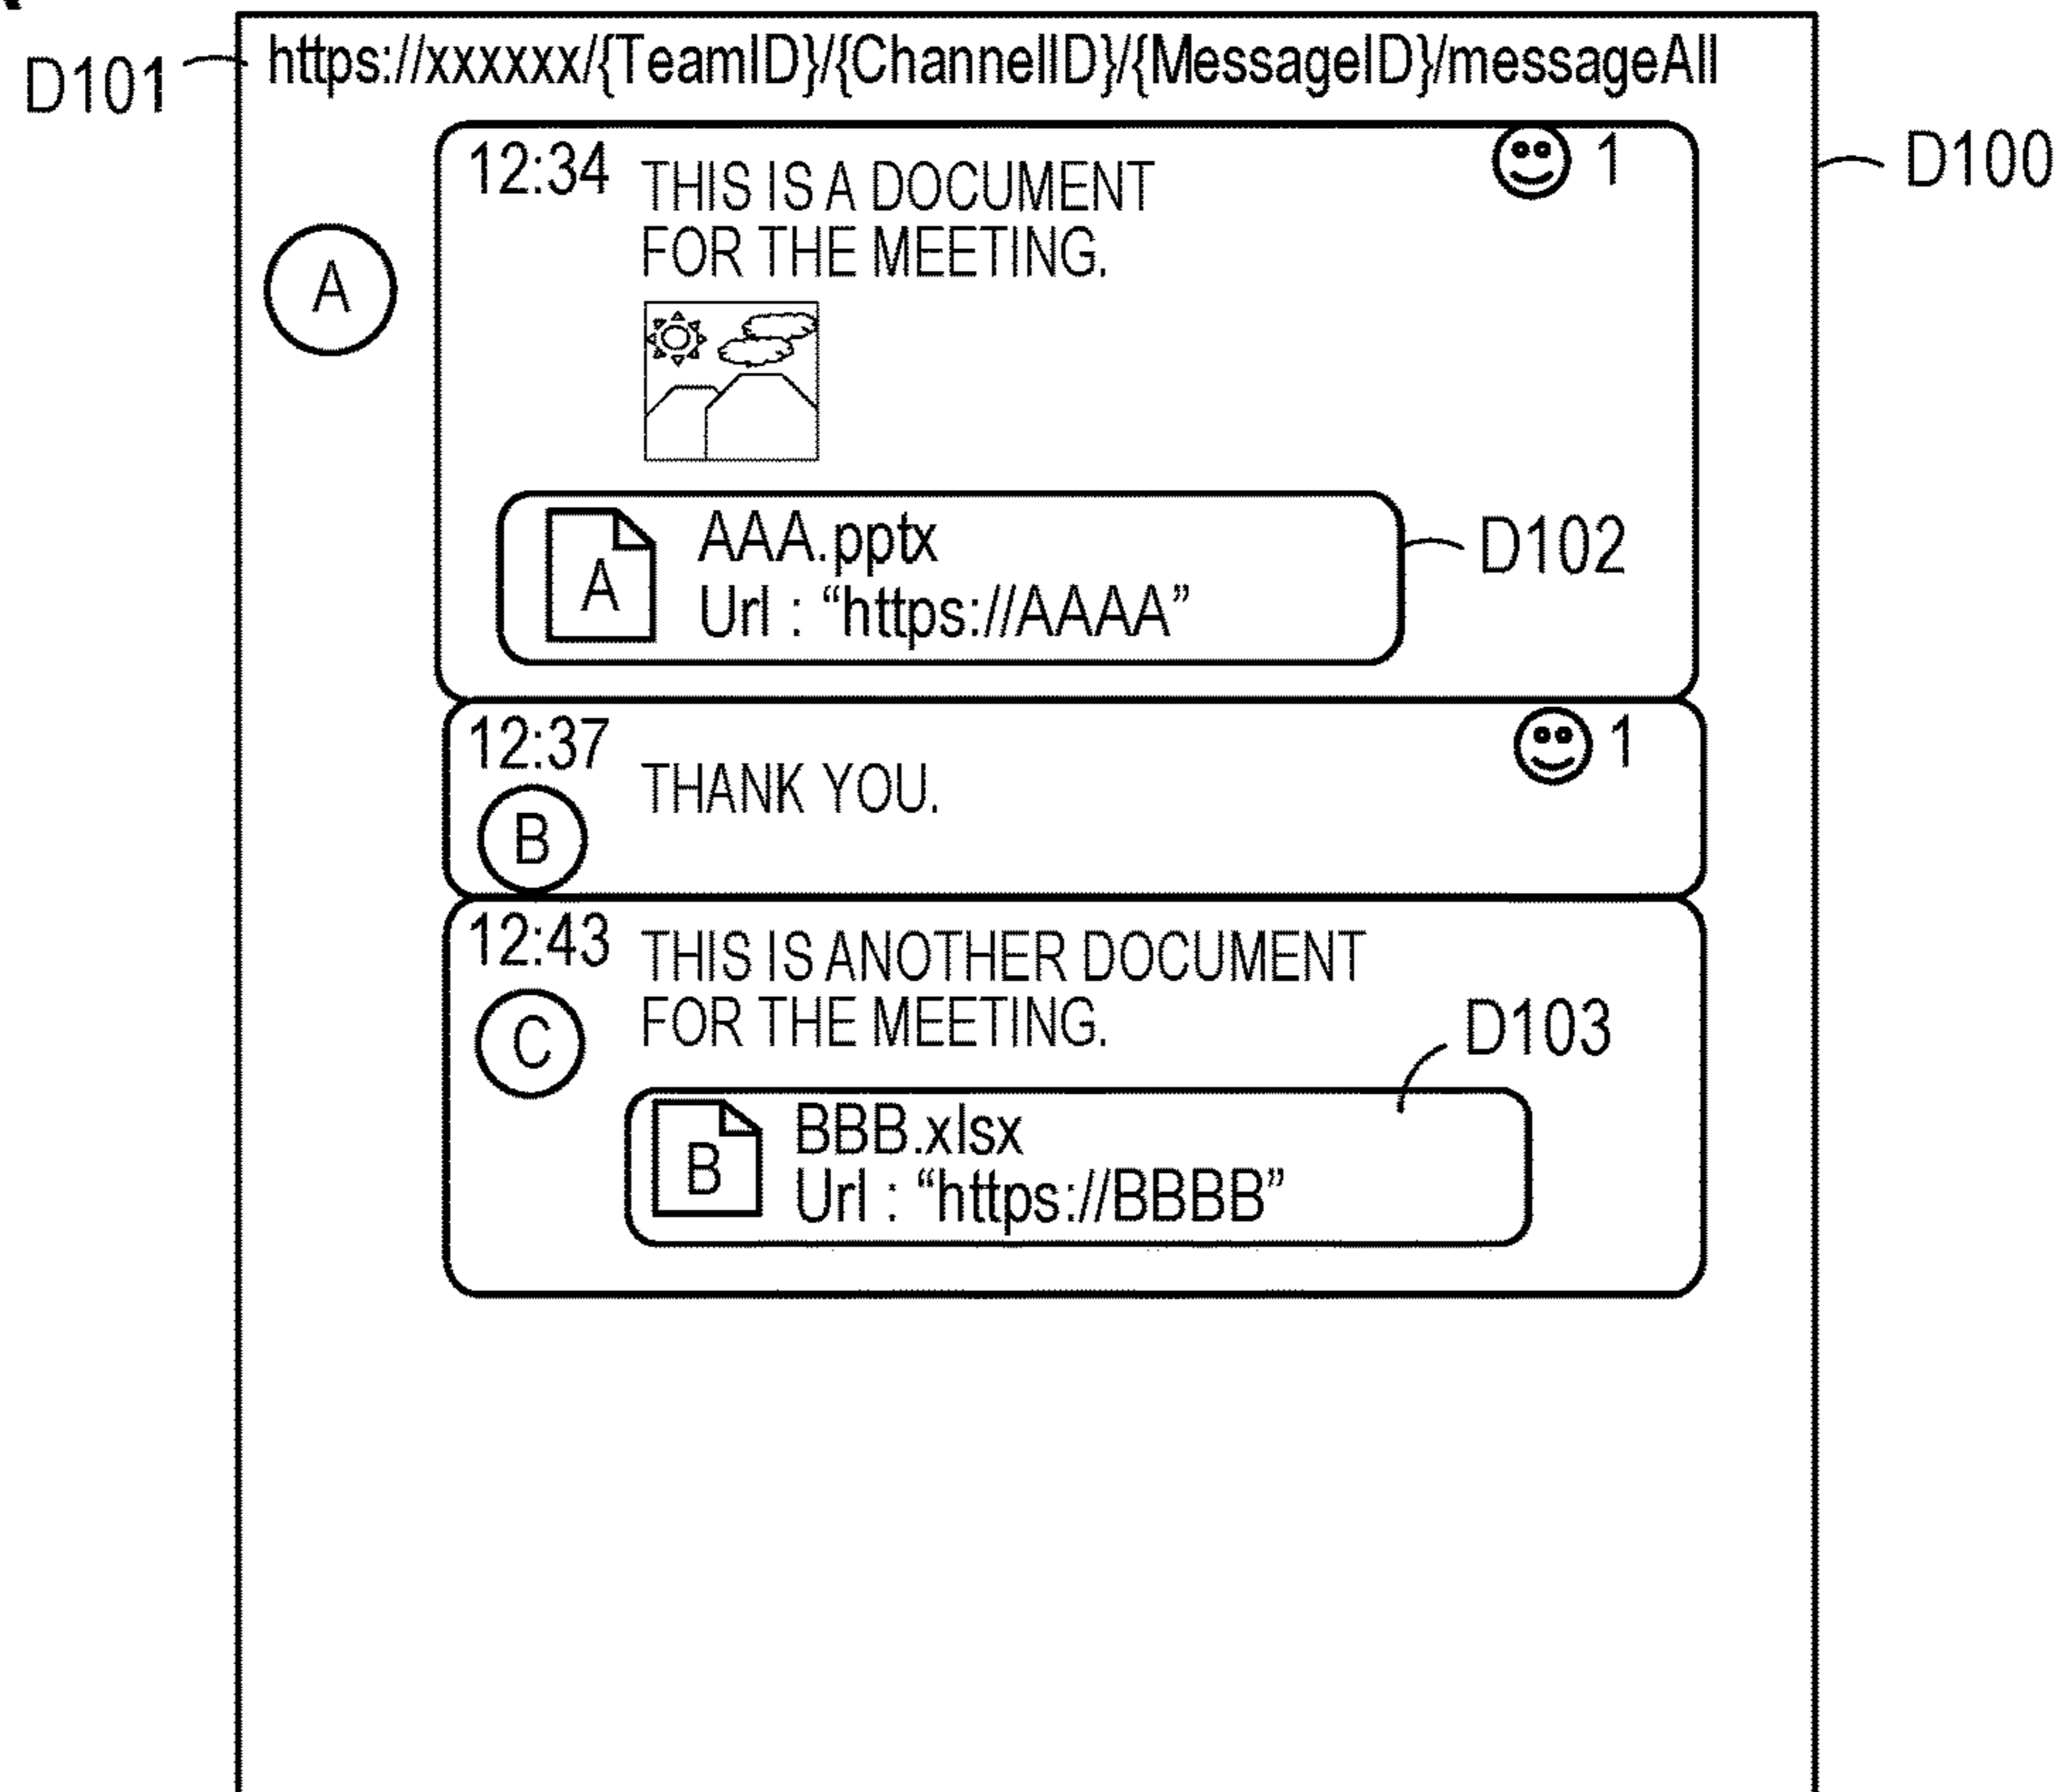 D101
https://xxxxxx/{TeamID}/{ChannelID}/{MessageID}/messageAll
D100
12:34
THIS IS A DOCUMENT
FOR THE MEETING.
1
A
A
AAA.pptx
Url : “https://AAAA”
D102
12:37
THANK YOU.
1
B
12:43
THIS IS ANOTHER DOCUMENT
FOR THE MEETING.
C
D103
B
BBB.xlsx
Url : “https://BBBB”